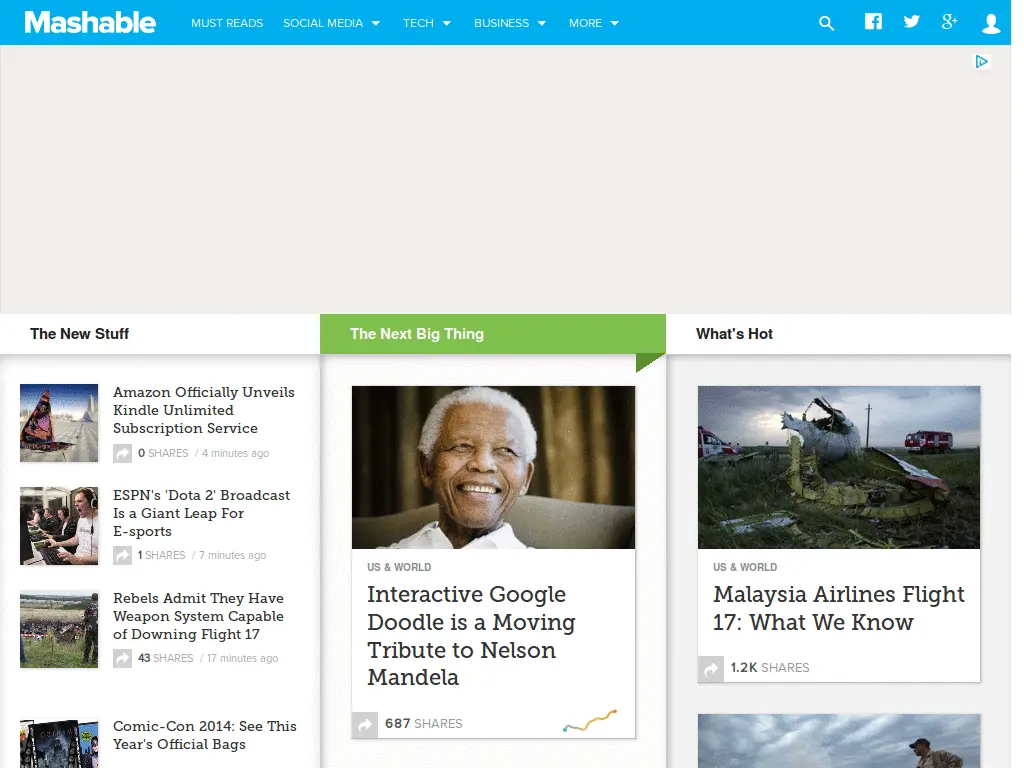 Mashable
MUST READS
SOCIAL MEDIA
TECH
BUSINESS
MORE
The New Stuff
Amazon Officially Unveils
Kindle Unlimited
Subscription Service
0 SHARES / 4 minutes ago
ESPN's 'Dota 2' Broadcast
Is a Giant Leap For
E-sports
1 SHARES / 7 minutes ago
Rebels Admit They Have
Weapon System Capable
of Downing Flight 17
43 SHARES / 17 minutes ago
Comic-Con 2014: See This
Year's Official Bags
The Next Big Thing
US & WORLD
Interactive Google
Doodle is a Moving
Tribute to Nelson
Mandela
687 SHARES
What's Hot
US & WORLD
Malaysia Airlines Flight
17: What We Know
1.2K SHARES